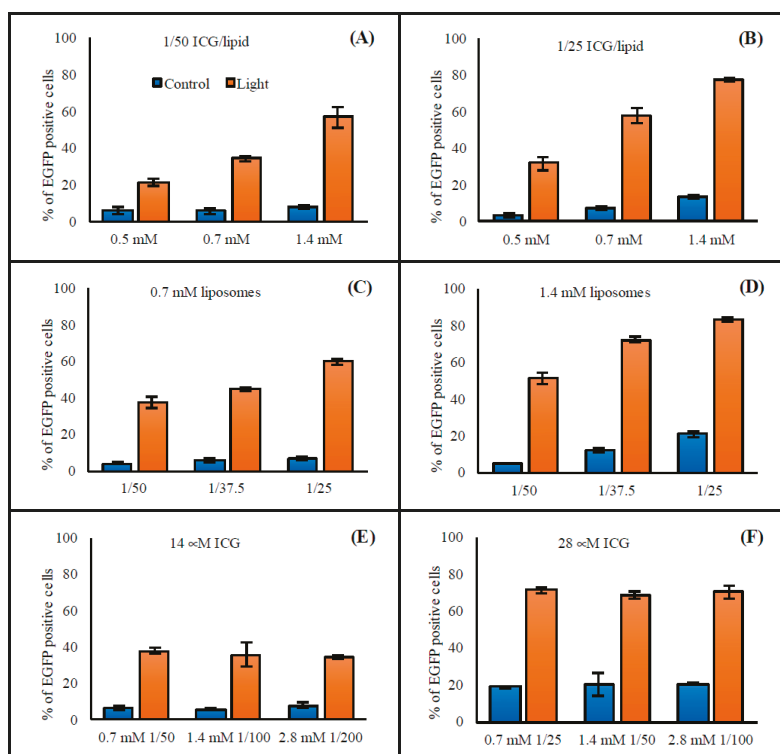 1/50 ICG/lipid
(A)
Control
Light
% of EGFP positive cells
100
80
60
40
20
0
0.5 mM
0.7 mM
1.4 mM
1/25 ICG/lipid
(B)
% of EGFP positive cells
100
80
60
40
20
0
0.5 mM
0.7 mM
1.4 mM
0.7 mM liposomes
(C)
% of EGFP positive cells
100
80
60
40
20
0
1/50
1/37.5
1/25
1.4 mM liposomes
(D)
% of EGFP positive cells
100
80
60
40
20
0
1/50
1/37.5
1/25
14 ∝M ICG
(E)
% of EGFP positive cells
100
80
60
40
20
0
0.7 mM 1/50
1.4 mM 1/100
2.8 mM 1/200
28 ∝M ICG
(F)
% of EGFP positive cells
100
80
60
40
20
0
0.7 mM 1/25
1.4 mM 1/50
2.8 mM 1/100